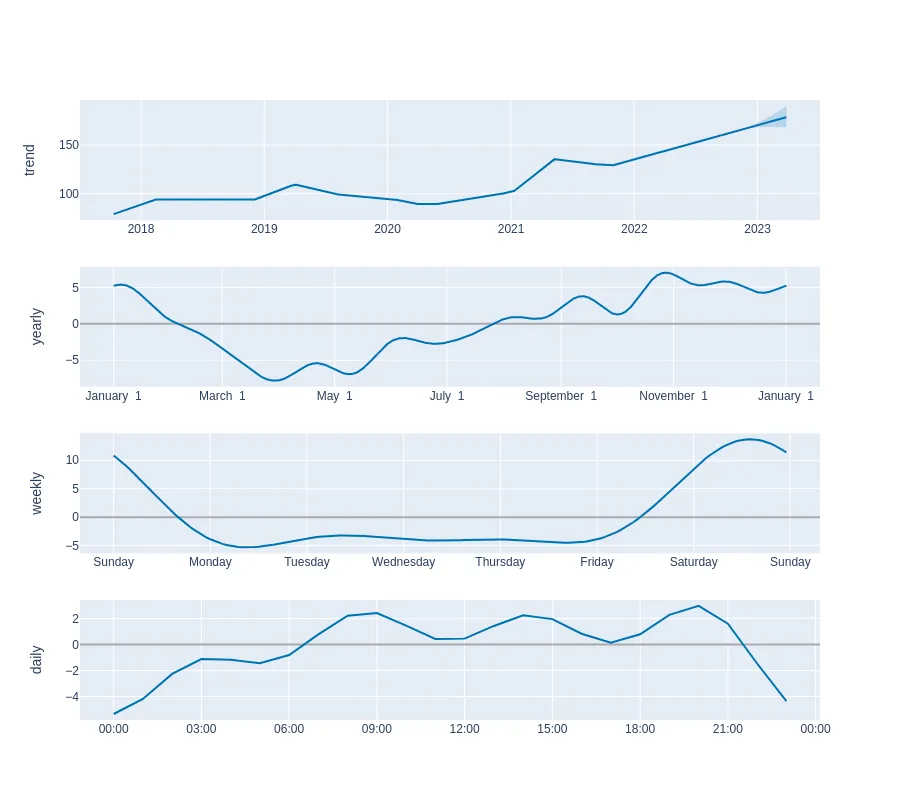 trend
150
100
2018 2019 2020 2021 2022 2023
yearly
5
0
−5
January 1 March 1 May 1 July 1 September 1 November 1 January 1
weekly
10
5
0
−5
Sunday Monday Tuesday Wednesday Thursday Friday Saturday Sunday
daily
2
0
−2
−4
00:00 03:00 06:00 09:00 12:00 15:00 18:00 21:00 00:00